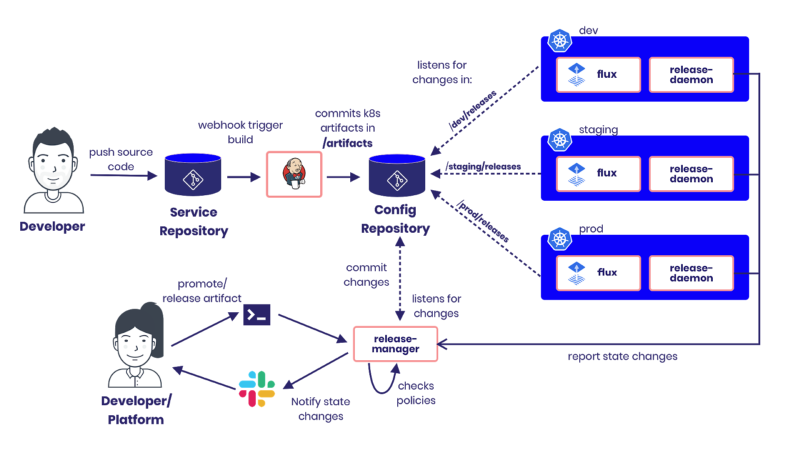 dev
flux
release-
daemon
listens for
changes in:
/dev/releases
staging
flux
release-
daemon
/staging/releases
prod
flux
release-
daemon
/prod/releases
push source
code
webhook trigger
build
commits k8s
artifacts in
/artifacts
Developer
Service
Repository
Config
Repository
commit
changes
listens for
changes
promote/
release artifact
release-
manager
report state changes
checks
policies
Notify state
changes
Developer/
Platform